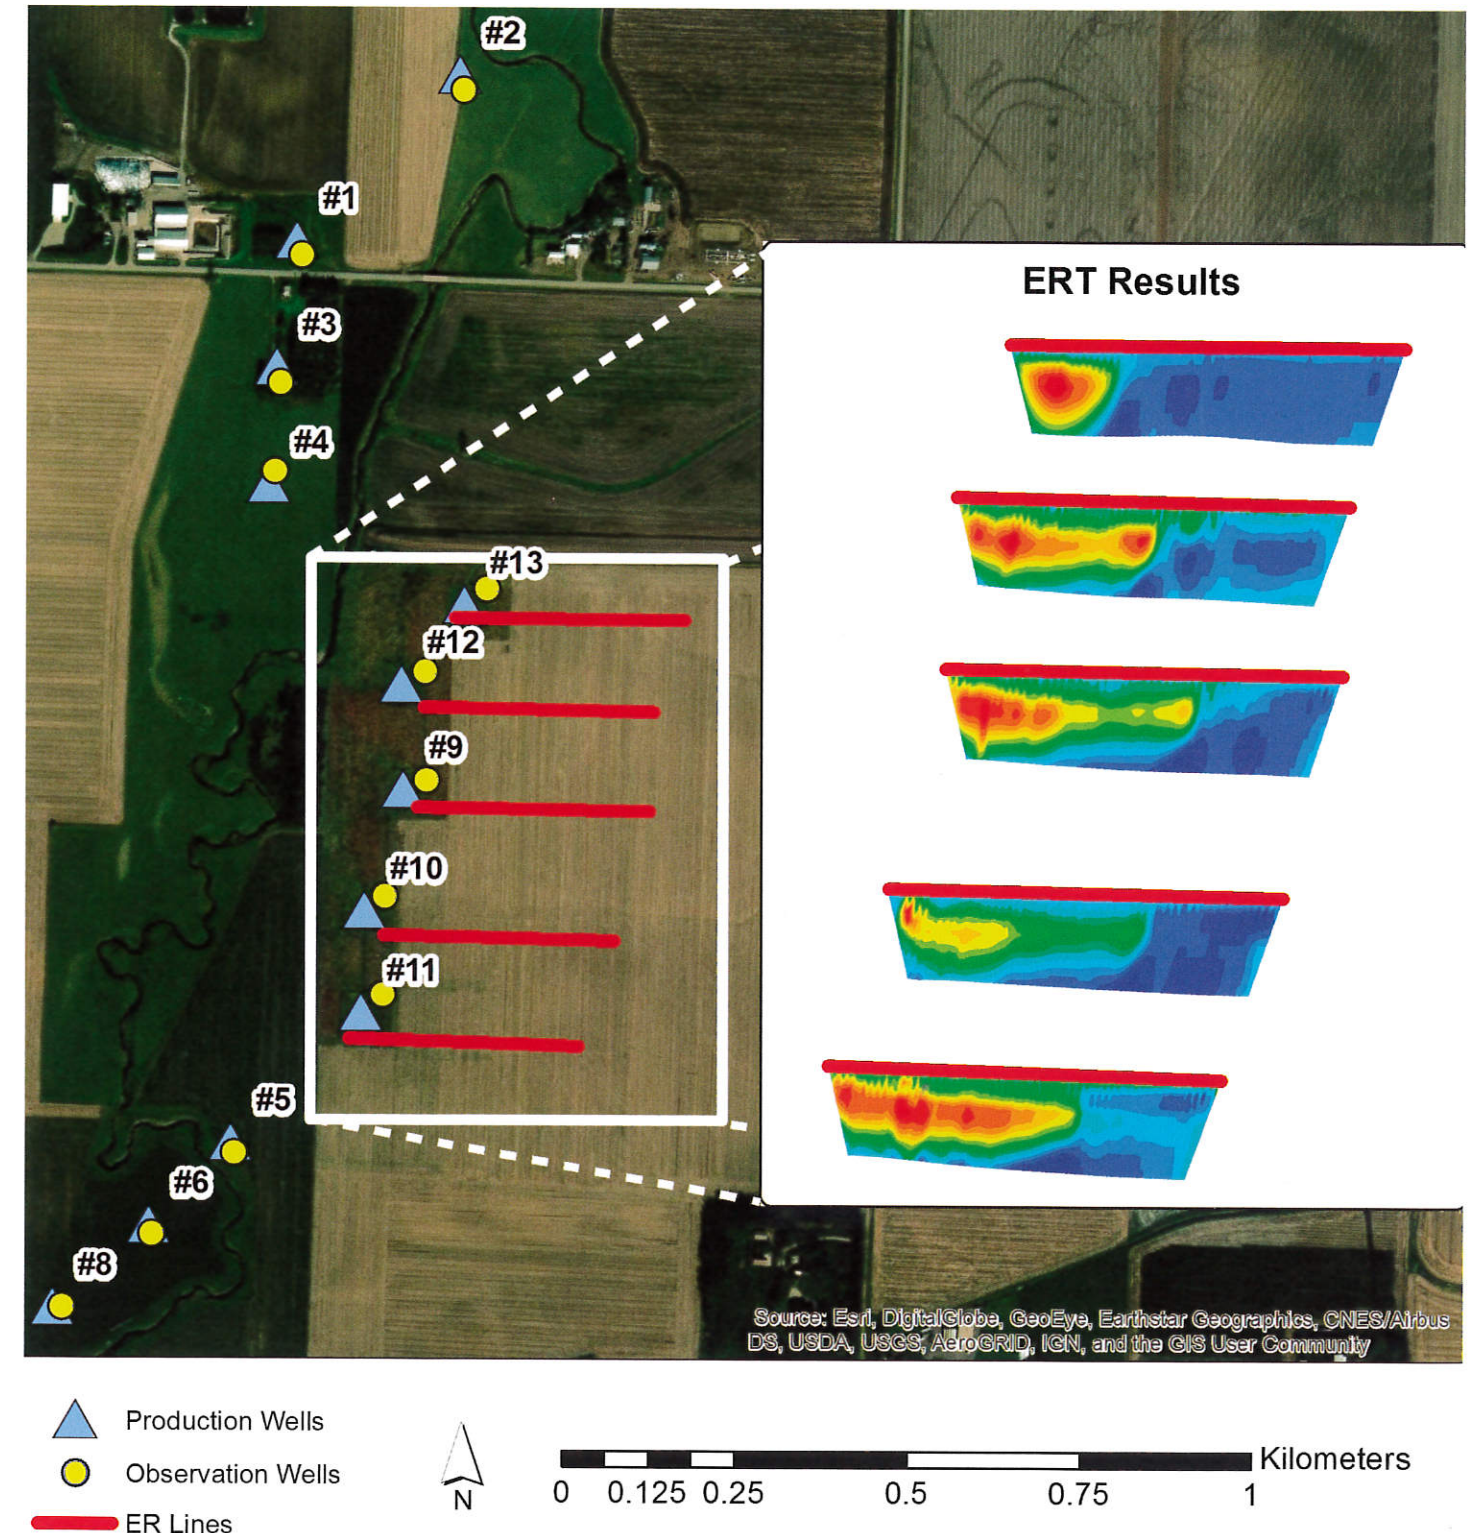 #2
#1
ERT Results
#3
#4
#13
#12
#9
#10
#11
#5
#6
#8
Source: Esri, DigitalGlobe, GeoEye, Earthstar Geographics, CNES/Airbus
DS, USDA, USGS, AeroGRID, IGN, and the GIS User Community
Production Wells
Observation Wells
ER Lines
N
Kilometers
0 0.125 0.25 0.5 0.75 1